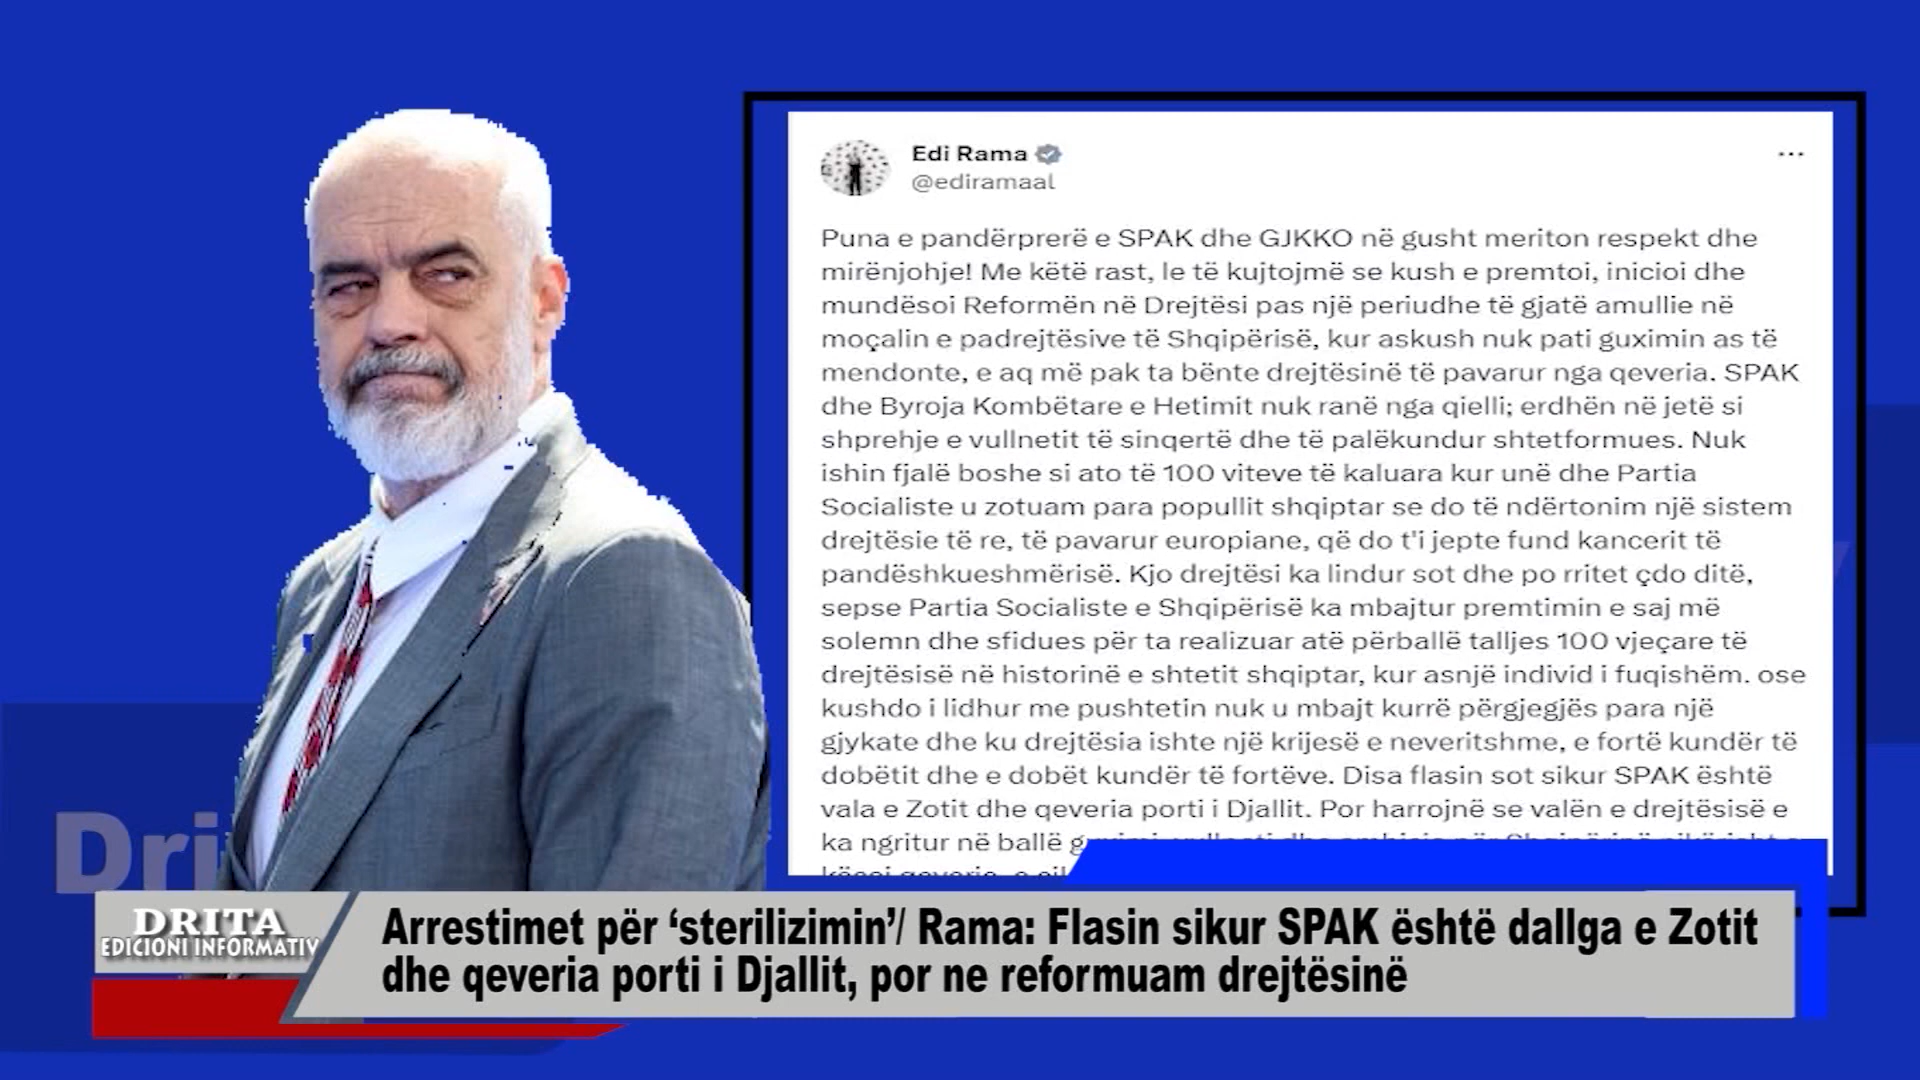 Edi Rama
@ediramaal
Puna e pandërprerë e SPAK dhe GJKKO në gusht meriton respekt dhe
mirënjohje! Me këtë rast, le të kujtojmë se kush e premtoi, inicioi dhe
mundësoi Reformën në Drejtësi pas një periudhe të gjatë amullie në
moçalin e padrejtësive të Shqipërisë, kur askush nuk pati guximin as të
mendonte, e aq më pak ta bënte drejtësinë të pavarur nga qeveria. SPAK
dhe Byroja Kombëtare e Hetimit nuk ranë nga qielli; erdhën në jetë si
shprehje e vullnetit të sinqertë dhe të palëkundur shtetformues. Nuk
ishin fjalë boshe si ato të 100 viteve të kaluara kur unë dhe Partia
Socialiste u zotuam para popullit shqiptar se do të ndërtonim një sistem
drejtësie të re, të pavarur europiane, që do t'i jepte fund kancerit të
pandëshkueshmërisë. Kjo drejtësi ka lindur sot dhe po rritet çdo ditë,
sepse Partia Socialiste e Shqipërisë ka mbajtur premtimin e saj më
solemn dhe sfidues për ta realizuar atë përballë talljes 100 vjeçare të
drejtësisë në historinë e shtetit shqiptar, kur asnjë individ i fuqishëm. ose
kushdo i lidhur me pushtetin nuk u mbajt kurrë përgjegjës para një
gjykate dhe ku drejtësia ishte një krijesë e neveritshme, e fortë kundër të
dobëtit dhe e dobët kundër të fortëve. Disa flasin sot sikur SPAK është
vala e Zotit dhe qeveria porti i Djallit. Por harrojnë se valën e drejtësisë e
ka ngritur në ballë
Dri
DRITA
EDICIONI INFORMATIV
Arrestimet për ‘sterilizimin’/ Rama: Flasin sikur SPAK është dallga e Zotit
dhe qeveria porti i Djallit, por ne reformuam drejtësinë